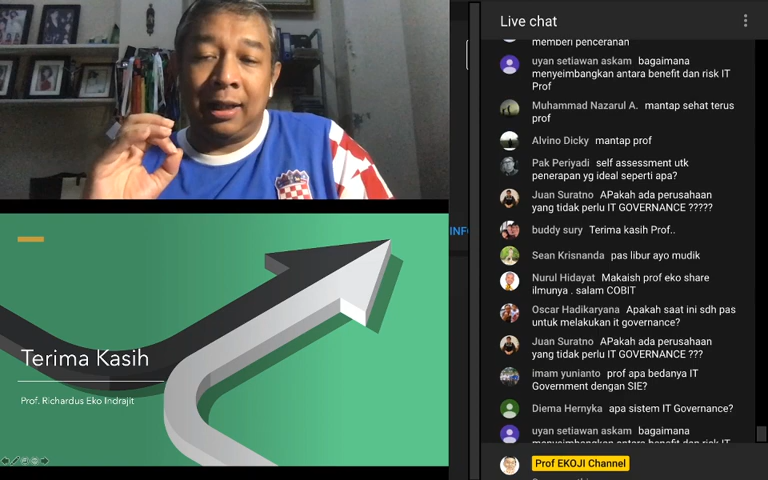 Terima Kasih
Prof. Richardus Eko Indrajit
INFO
Live chat
memberi penceranan
uyan setiawan askam bagaimana
menyeimbangkan antara benefit dan risk IT
Prof
Muhammad Nazarul A. mantap sehat terus
prof
Alvino Dicky mantap prof
Pak Periyadi self assessment utk
penerapan yg ideal seperti apa?
Juan Suratno APakah ada perusahaan
yang tidak perlu IT GOVERNANCE ?????
buddy sury Terima kasih Prof..
Sean Krisnanda pas libur ayo mudik
Nurul Hidayat Makaish prof eko share
ilmunya . salam COBIT
Oscar Hadikaryana Apakah saat ini sdh pas
untuk melakukan it governance?
Juan Suratno APakah ada perusahaan
yang tidak perlu IT GOVERNANCE ???
imam yunianto prof apa bedanya IT
Government dengan SIE?
Diema Hernyka apa sistem IT Governance?
uyan setiawan askam bagaimana
menyeimbangkan antara benefit dan risk IT
Prof EKOJI Channel